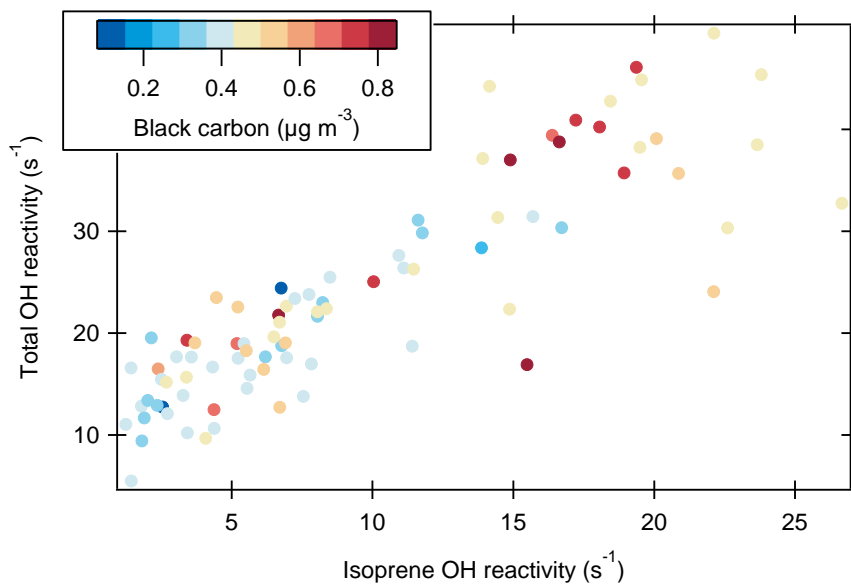 0.2 0.4 0.6 0.8
Black carbon (µg m⁻³)
Total OH reactivity (s⁻¹)
30
20
10
5 10 15 20 25
Isoprene OH reactivity (s⁻¹)